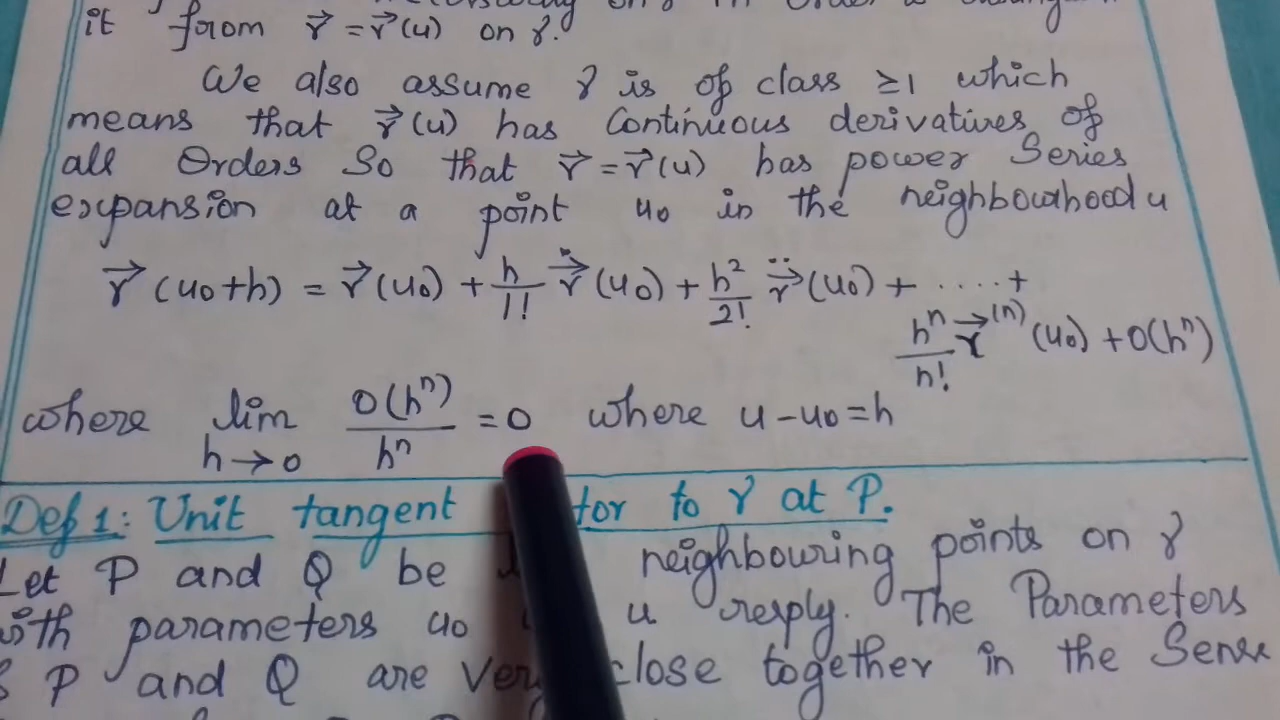 it from r⃗ = r⃗(u) on γ.
We also assume γ is of class ≥1 which
means that r⃗(u) has Continuous derivatives of
all Orders So that r⃗ = r⃗(u) has power Series
expansion at a point u₀ in the neighbourhood u
r⃗(u₀+h) = r⃗(u₀) + h/1! ṙ⃗(u₀) + h²/2! r̈⃗(u₀) + ..... +
hⁿ/n! r⃗⁽ⁿ⁾(u₀) + O(hⁿ)
where lim h→0 O(hⁿ)/hⁿ = 0 where u-u₀=h
Def 1: Unit tangent tor to γ at P.
Let P and Q be neighbouring points on γ
with parameters u₀ u resply. The Parameters
P and Q are very close together in the Sense